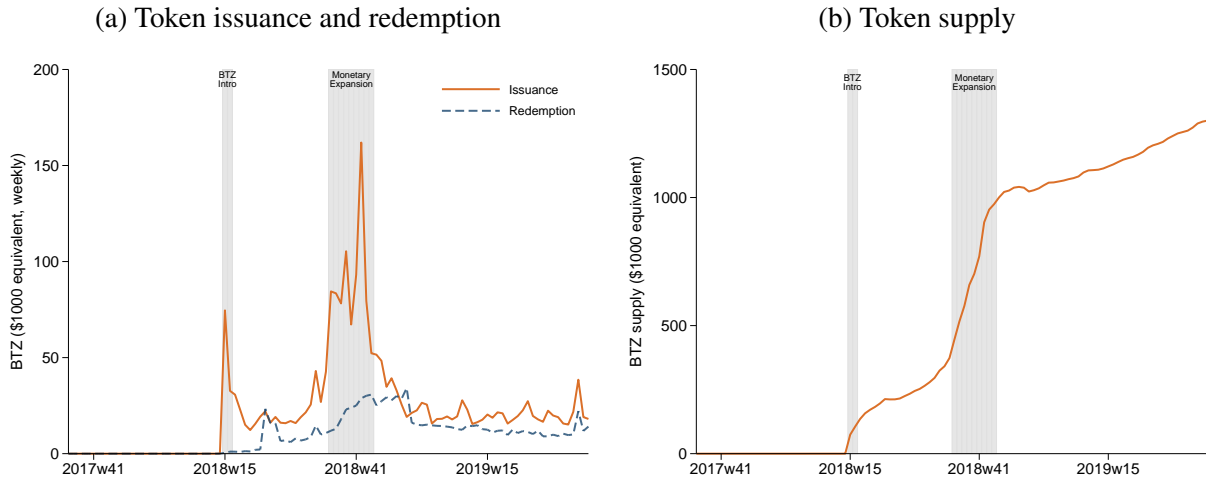 (a) Token issuance and redemption
BTZ ($1000 equivalent, weekly)
200
150
100
50
0
BTZ
Intro
Monetary
Expansion
Issuance
Redemption
2017w41
2018w15
2018w41
2019w15
(b) Token supply
BTZ supply ($1000 equivalent)
1500
1000
500
0
BTZ
Intro
Monetary
Expansion
2017w41
2018w15
2018w41
2019w15